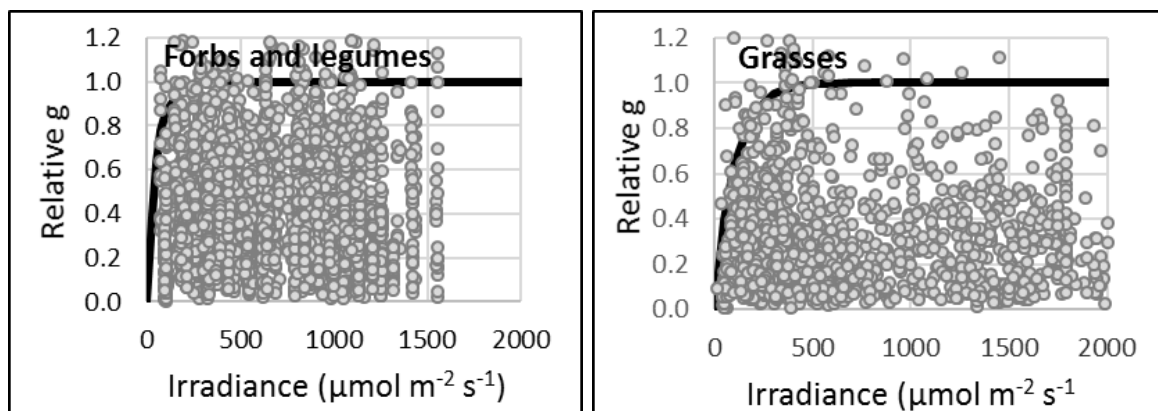 Forbs and legumes
Relative g
1.2
1.0
0.8
0.6
0.4
0.2
0.0
0 500 1000 1500 2000
Irradiance (µmol m⁻² s⁻¹)
Grasses
Relative g
1.2
1.0
0.8
0.6
0.4
0.2
0.0
0 500 1000 1500 2000
Irradiance (µmol m⁻² s⁻¹